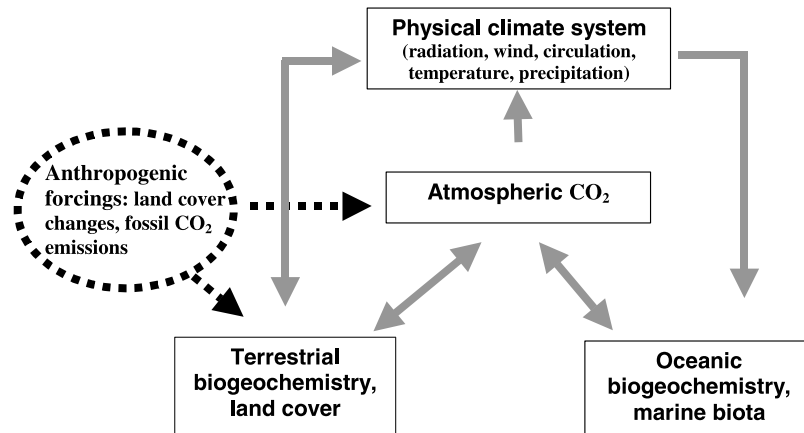 Physical climate system
(radiation, wind, circulation,
temperature, precipitation)
Anthropogenic
forcings: land cover
changes, fossil CO₂
emissions
Atmospheric CO₂
Terrestrial
biogeochemistry,
land cover
Oceanic
biogeochemistry,
marine biota